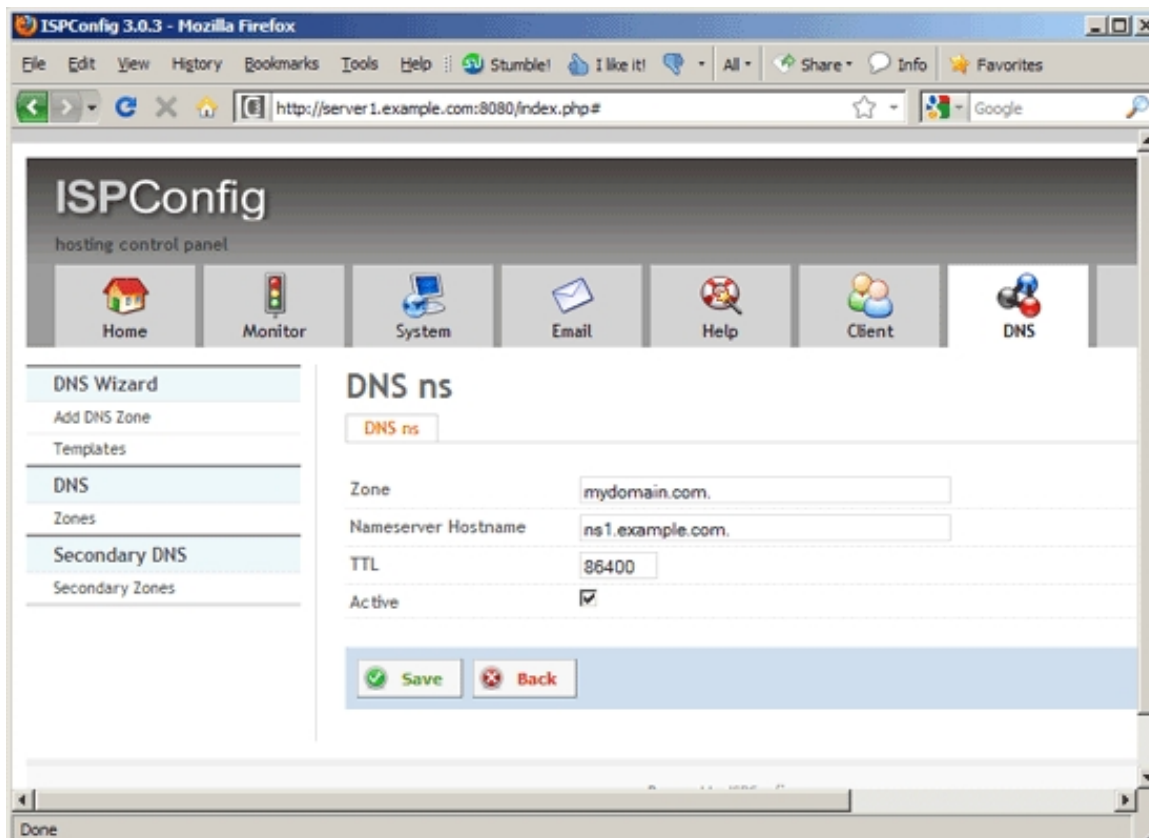 ISPConfig 3.0.3 - Mozilla Firefox
File Edit View History Bookmarks Tools Help Stumble! I like it! All Share Info Favorites
http://server1.example.com:8080/index.php# Google
ISPConfig
hosting control panel
Home Monitor System Email Help Client DNS
DNS Wizard
Add DNS Zone
Templates
DNS
Zones
Secondary DNS
Secondary Zones
DNS ns
DNS ns
Zone mydomain.com.
Nameserver Hostname ns1.example.com.
TTL 86400
Active
Save Back
Done